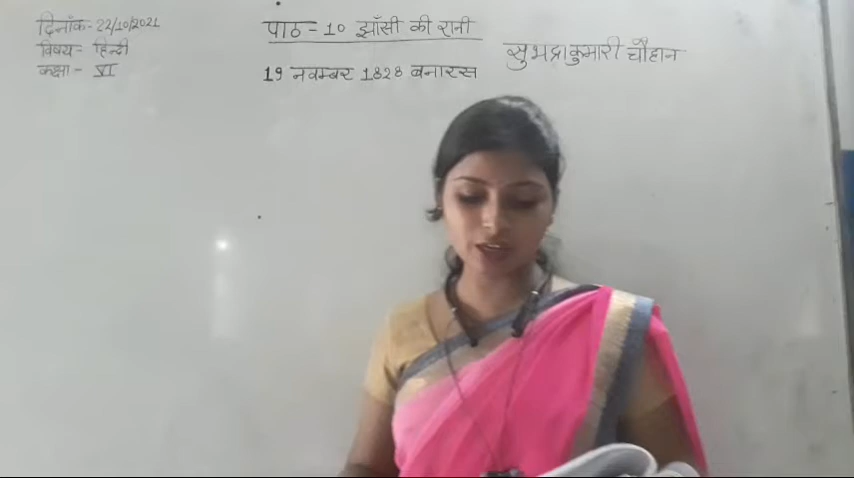 दिनाँक- 22/10/2021
विषय- हिन्दी
कक्षा- VI
पाठ - 10 झाँसी की रानी
सुभद्राकुमारी चौहान
19 नवम्बर 1828 बनारस